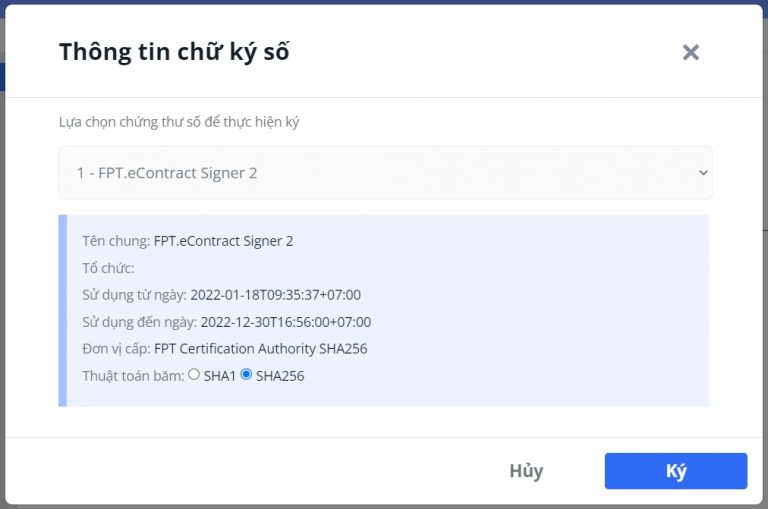 Thông tin chữ ký số
Lựa chọn chứng thư số để thực hiện ký
1 - FPT.eContract Signer 2
Tên chung: FPT.eContract Signer 2
Tổ chức:
Sử dụng từ ngày: 2022-01-18T09:35:37+07:00
Sử dụng đến ngày: 2022-12-30T16:56:00+07:00
Đơn vị cấp: FPT Certification Authority SHA256
Thuật toán băm: SHA1 SHA256
Hủy Ký